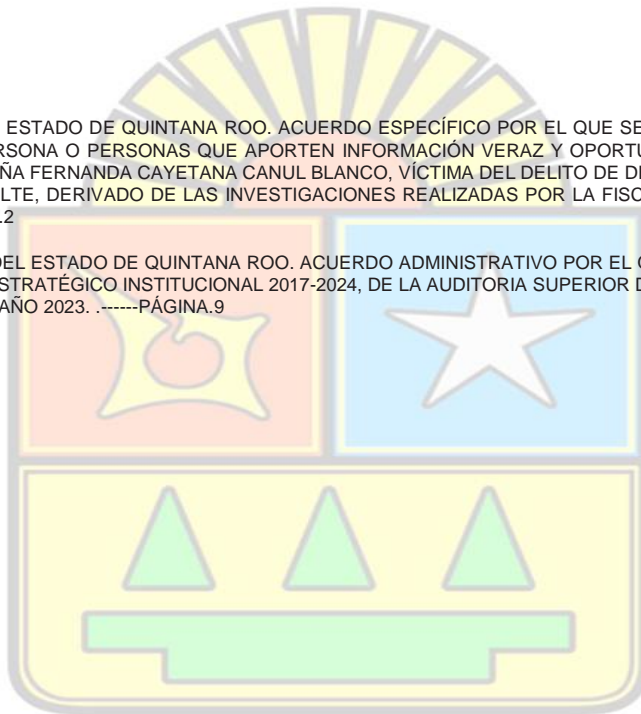 ESTADO DE QUINTANA ROO. ACUERDO ESPECÍFICO POR EL QUE SE
RSONA O PERSONAS QUE APORTEN INFORMACIÓN VERAZ Y OPORTU
ÑA FERNANDA CAYETANA CANUL BLANCO, VÍCTIMA DEL DELITO DE DE
LTE, DERIVADO DE LAS INVESTIGACIONES REALIZADAS POR LA FISC
.2
DEL ESTADO DE QUINTANA ROO. ACUERDO ADMINISTRATIVO POR EL
STRATÉGICO INSTITUCIONAL 2017-2024, DE LA AUDITORIA SUPERIOR D
AÑO 2023. .------PÁGINA.9